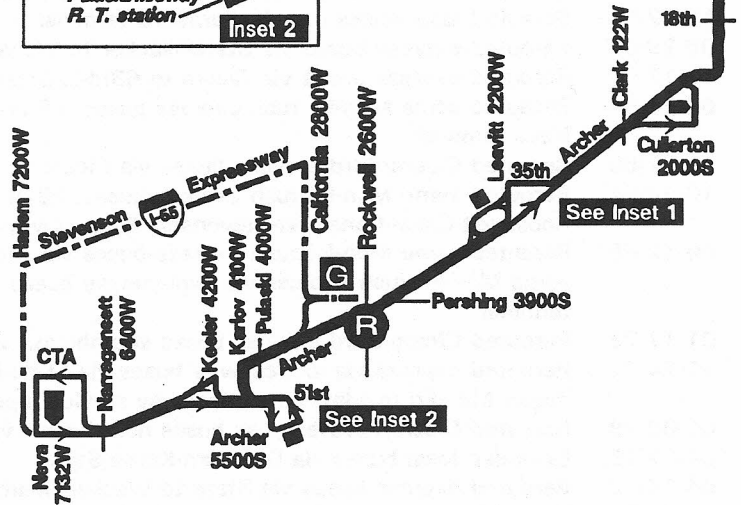 R. T. station
Inset 2
18th
Clark 122W
Cullerton
2000S
Leavitt 2200W
35th
Archer
See Inset 1
California 2800W
Rockwell 2600W
Harlem 7200W
Stevenson
I-55
Expressway
G
Pershing 3900S
R
Keeler 4200W
Karlov 4100W
Pulaski 4000W
Archer
Narragansett
6400W
CTA
51st
See Inset 2
Archer
5500S
Neva
7132W